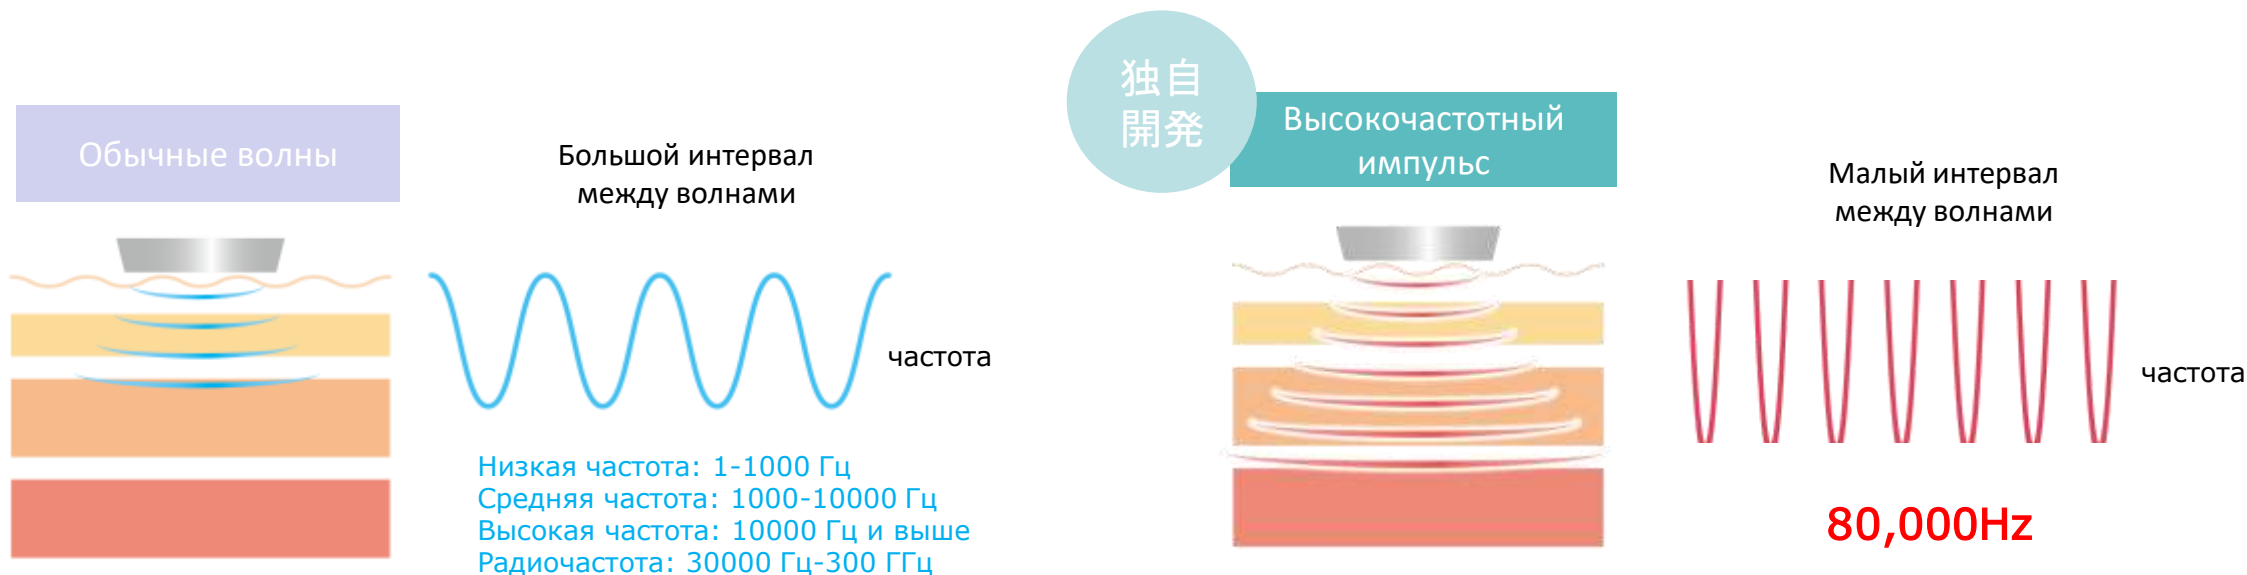 Обычные волны
Большой интервал
между волнами
частота
Низкая частота: 1-1000 Гц
Средняя частота: 1000-10000 Гц
Высокая частота: 10000 Гц и выше
Радиочастота: 30000 Гц-300 ГГц
独自
開発
Высокочастотный
импульс
Малый интервал
между волнами
частота
80,000Hz